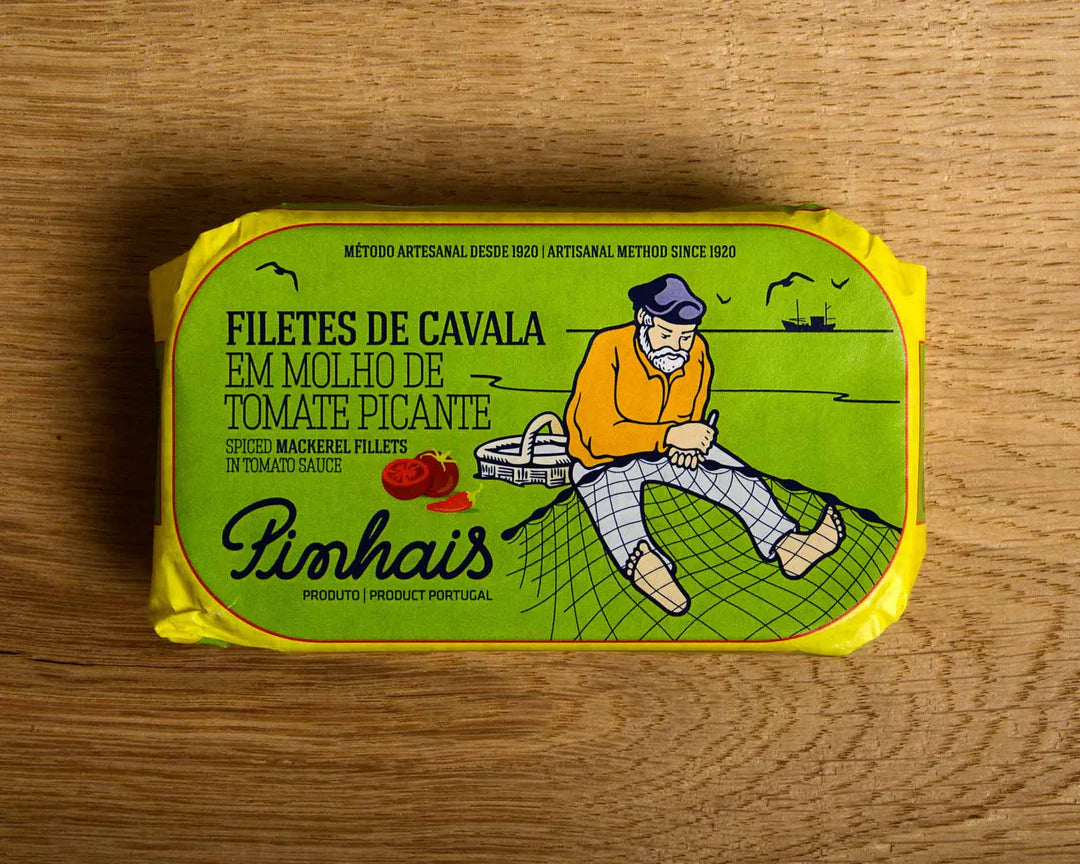 MÉTODO ARTESANAL DESDE 1920 | ARTISANAL METHOD SINCE 1920
FILETES DE CAVALA
EM MOLHO DE
TOMATE PICANTE
SPICED MACKEREL FILLETS
IN TOMATO SAUCE
Pinhais
PRODUTO | PRODUCT PORTUGAL